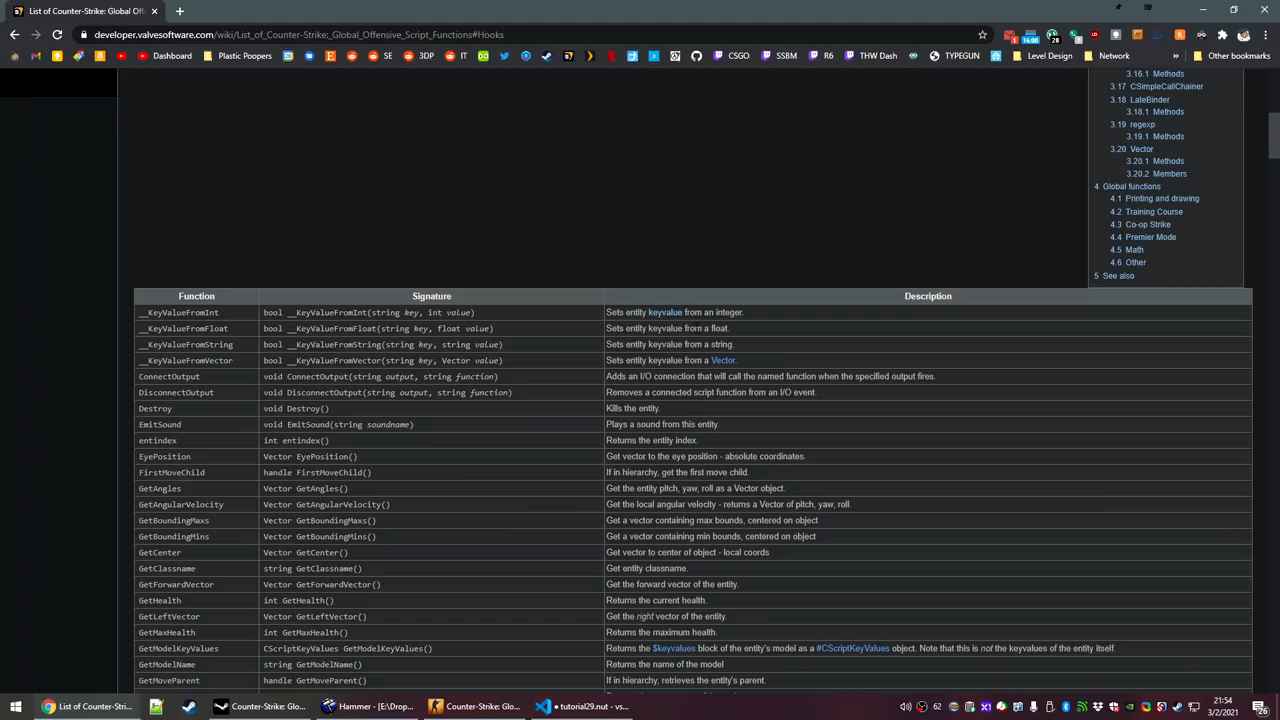 List of Counter-Strike: Global Off
developer.valvesoftware.com/wiki/List_of_Counter-Strike:_Global_Offensive_Script_Functions#Hooks
Dashboard
Plastic Poopers
SE
3DP
IT
CSGO
SSBM
R6
THW Dash
TYPEGUN
Level Design
Network
»
Other bookmarks
3.16.1 Methods
3.17 CSimpleCallChainer
3.18 LateBinder
3.18.1 Methods
3.19 regexp
3.19.1 Methods
3.20 Vector
3.20.1 Methods
3.20.2 Members
4 Global functions
4.1 Printing and drawing
4.2 Training Course
4.3 Co-op Strike
4.4 Premier Mode
4.5 Math
4.6 Other
5 See also
Function Signature Description
__KeyValueFromInt bool __KeyValueFromInt(string key, int value) Sets entity keyvalue from an integer.
__KeyValueFromFloat bool __KeyValueFromFloat(string key, float value) Sets entity keyvalue from a float.
__KeyValueFromString bool __KeyValueFromString(string key, string value) Sets entity keyvalue from a string.
__KeyValueFromVector bool __KeyValueFromVector(string key, Vector value) Sets entity keyvalue from a Vector.
ConnectOutput void ConnectOutput(string output, string function) Adds an I/O connection that will call the named function when the specified output fires.
DisconnectOutput void DisconnectOutput(string output, string function) Removes a connected script function from an I/O event.
Destroy void Destroy() Kills the entity.
EmitSound void EmitSound(string soundname) Plays a sound from this entity.
entindex int entindex() Returns the entity index.
EyePosition Vector EyePosition() Get vector to the eye position - absolute coordinates.
FirstMoveChild handle FirstMoveChild() If in hierarchy, get the first move child.
GetAngles Vector GetAngles() Get the entity pitch, yaw, roll as a Vector object.
GetAngularVelocity Vector GetAngularVelocity() Get the local angular velocity - returns a Vector of pitch, yaw, roll.
GetBoundingMaxs Vector GetBoundingMaxs() Get a vector containing max bounds, centered on object
GetBoundingMins Vector GetBoundingMins() Get a vector containing min bounds, centered on object
GetCenter Vector GetCenter() Get vector to center of object - local coords
GetClassname string GetClassname() Get entity classname.
GetForwardVector Vector GetForwardVector() Get the forward vector of the entity.
GetHealth int GetHealth() Returns the current health.
GetLeftVector Vector GetLeftVector() Get the right vector of the entity.
GetMaxHealth int GetMaxHealth() Returns the maximum health.
GetModelKeyValues CScriptKeyValues GetModelKeyValues() Returns the $keyvalues block of the entity's model as a #CScriptKeyValues object. Note that this is not the keyvalues of the entity itself.
GetModelName string GetModelName() Returns the name of the model
GetMoveParent handle GetMoveParent() If in hierarchy, retrieves the entity's parent.
List of Counter-Stri...
Counter-Strike: Glo...
Hammer - [E:\Drop...
Counter-Strike: Glo...
• tutorial29.nut - vs...
62
21:54
3/2/2021